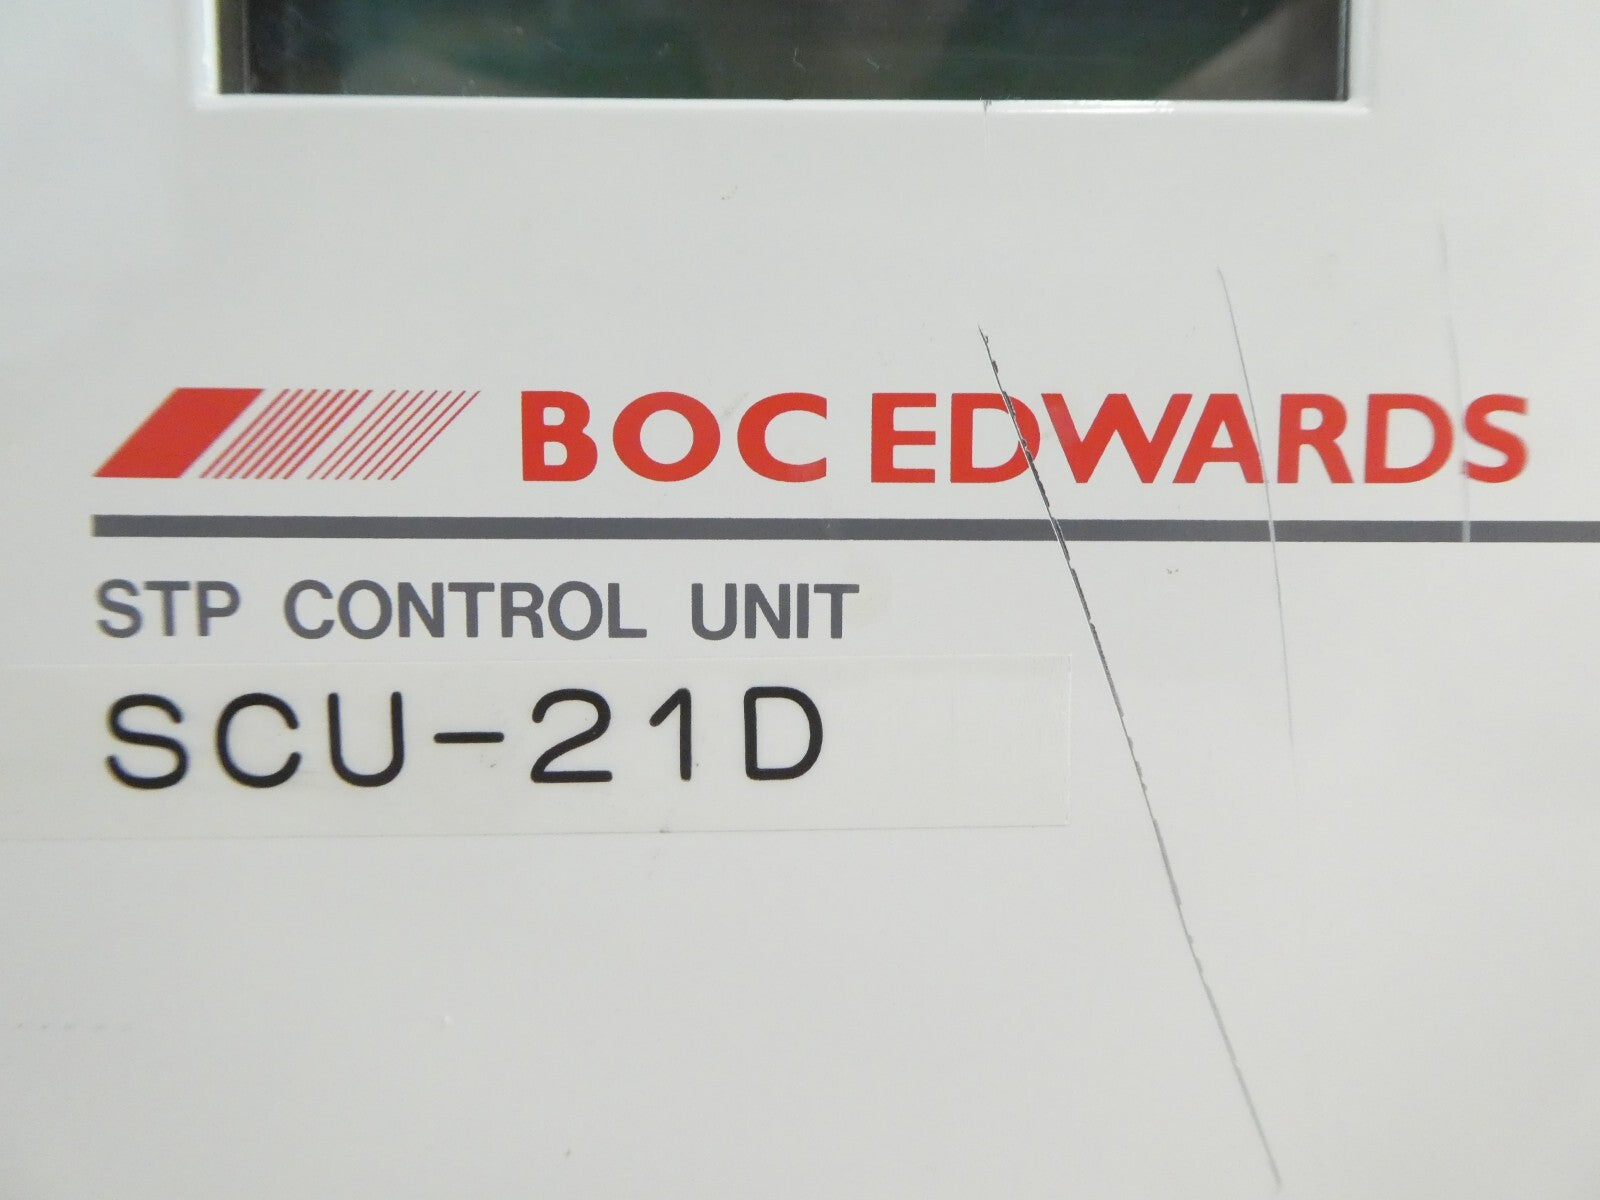 BOC EDWARDS
STP CONTROL UNIT
SCU-21D